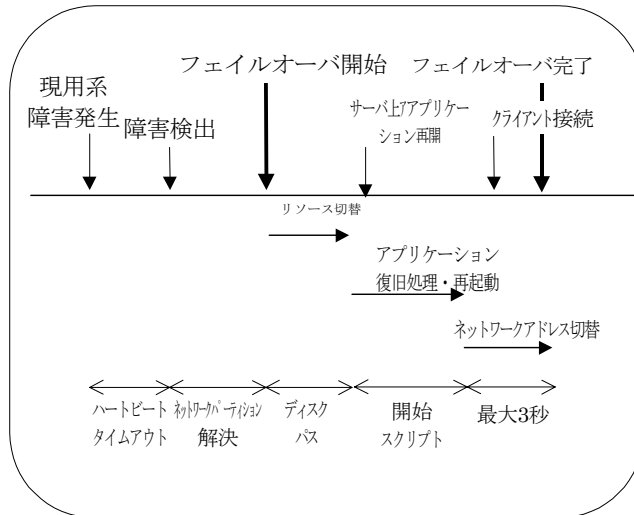 フェイルオーバ開始
フェイルオーバ完了
現用系
障害発生
障害検出
サーバ上アプリケー
ション再開
クライアント接続
リソース切替
アプリケーション
復旧処理・再起動
ネットワークアドレス切替
ハートビート
タイムアウト
ネットワークパーティション
解決
ディスク
パス
開始
スクリプト
最大3秒